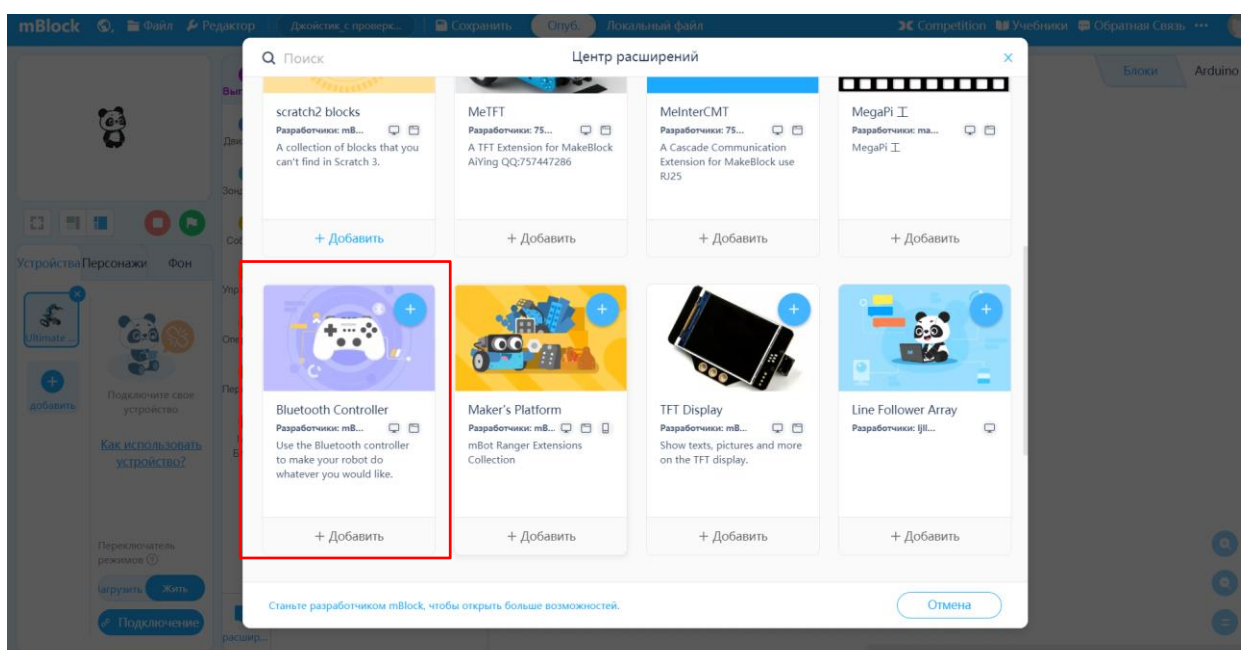 mBlock Файл Редактор Джойстик_с проверк... Сохранить Опуб. Локальный файл Competition Учебники Обратная Связь
Поиск Центр расширений
Блоки Arduino
scratch2 blocks
Разработчики: mB...
A collection of blocks that you
can't find in Scratch 3.
+ Добавить
MeTFT
Разработчики: 75...
A TFT Extension for MakeBlock
AiYing QQ:757447286
+ Добавить
MeInterCMT
Разработчики: 75...
A Cascade Communication
Extension for MakeBlock use
RJ25
+ Добавить
MegaPi 工
Разработчики: ma...
MegaPi 工
+ Добавить
Устройства Персонажи Фон
Ultimate ...
добавить
Подключите свое
устройство
Как использовать
устройство?
Bluetooth Controller
Разработчики: mB...
Use the Bluetooth controller
to make your robot do
whatever you would like.
+ Добавить
Maker's Platform
Разработчики: mB...
mBot Ranger Extensions
Collection
+ Добавить
TFT Display
Разработчики: mB...
Show texts, pictures and more
on the TFT display.
+ Добавить
Line Follower Array
Разработчики: ljll...
+ Добавить
Переключатель
режимов
Жить
Подключение
расшир...
Станьте разработчиком mBlock, чтобы открыть больше возможностей.
Отмена